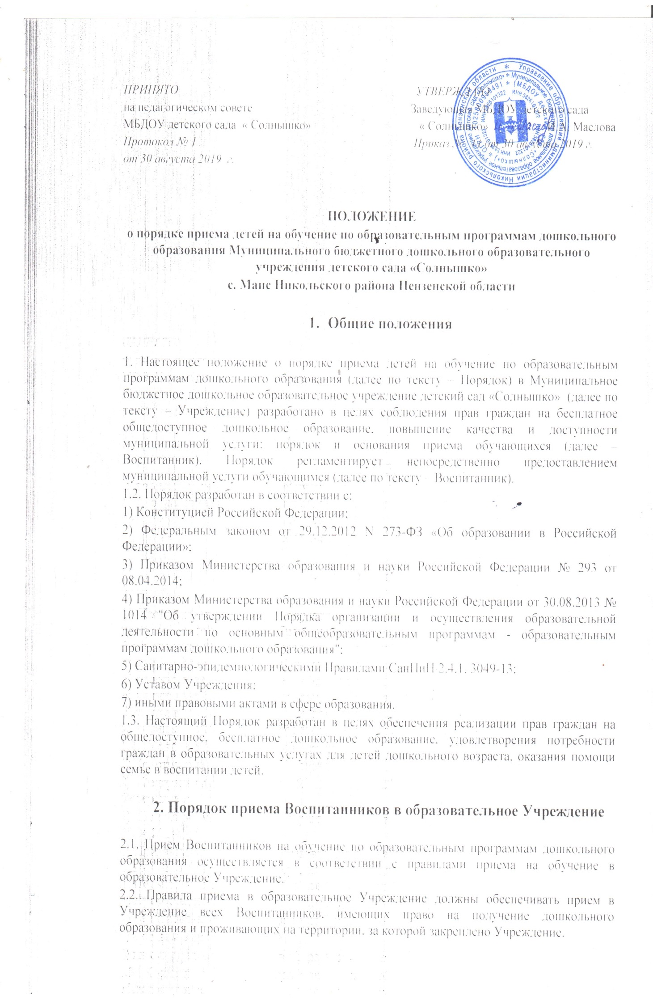 ПРИНЯТО
на педагогическом совете
МБДОУ детского сада « Солнышко»
Протокол № 1
от 30 августа 2019 г.
УТВЕРЖДАЮ
Заведующая МБДОУ детского сада
« Солнышко» М.А. Маслова
Приказ № от 30 августа 2019 г.
Управление образования администрации Никольского района Пензенской области
ПОЛОЖЕНИЕ
о порядке приема детей на обучение по образовательным программам дошкольного
образования Муниципального бюджетного дошкольного образовательного
учреждения детского сада «Солнышко»
с. Маис Никольского района Пензенской области
1. Общие положения
1. Настоящее положение о порядке приема детей на обучение по образовательным
программам дошкольного образования (далее по тексту – Порядок) в Муниципальное
бюджетное дошкольное образовательное учреждение детский сад «Солнышко» (далее по
тексту – Учреждение) разработано в целях соблюдения прав граждан на бесплатное
общедоступное дошкольное образование, повышение качества и доступности
муниципальной услуги; порядок и основания приема обучающихся (далее –
Воспитанник). Порядок регламентирует непосредственно предоставлением
муниципальной услуги обучающимся (далее по тексту – Воспитанник).
1.2. Порядок разработан в соответствии с:
1) Конституцией Российской Федерации;
2) Федеральным законом от 29.12.2012 N 273-ФЗ «Об образовании в Российской
Федерации»;
3) Приказом Министерства образования и науки Российской Федерации № 293 от
08.04.2014;
4) Приказом Министерства образования и науки Российской Федерации от 30.08.2013 №
1014 "Об утверждении Порядка организации и осуществления образовательной
деятельности по основным общеобразовательным программам - образовательным
программам дошкольного образования";
5) Санитарно-эпидемиологическими Правилами СанПиН 2.4.1. 3049-13;
6) Уставом Учреждения;
7) иными правовыми актами в сфере образования.
1.3. Настоящий Порядок разработан в целях обеспечения реализации прав граждан на
общедоступное, бесплатное дошкольное образование, удовлетворения потребности
граждан в образовательных услугах для детей дошкольного возраста, оказания помощи
семье в воспитании детей.
2. Порядок приема Воспитанников в образовательное Учреждение
2.1. Прием Воспитанников на обучение по образовательным программам дошкольного
образования осуществляется в соответствии с правилами приема на обучение в
образовательное Учреждение.
2.2. Правила приема в образовательное Учреждение должны обеспечивать прием в
Учреждение всех Воспитанников, имеющих право на получение дошкольного
образования и проживающих на территории, за которой закреплено Учреждение.